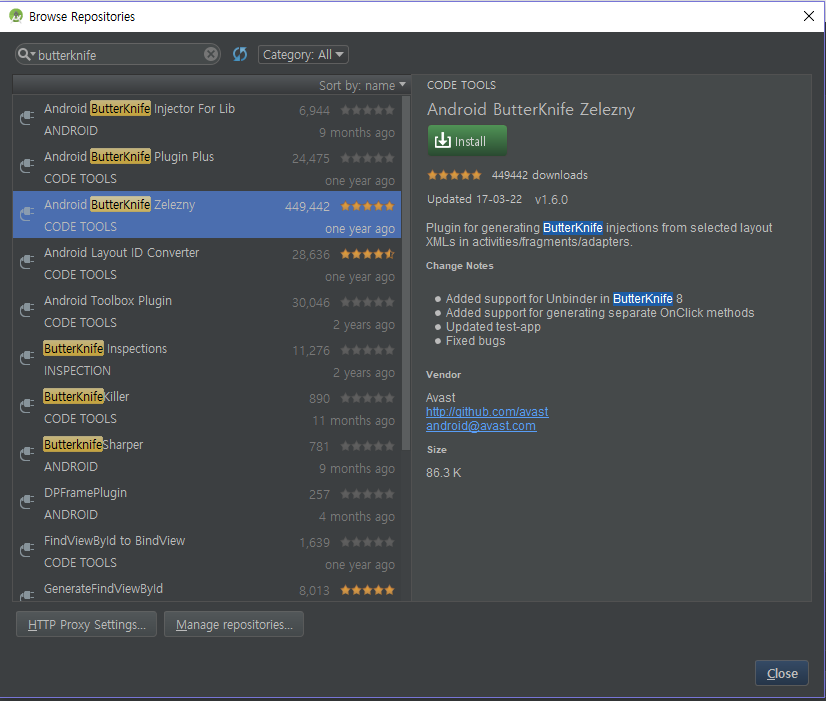 Browse Repositories
butterknife
Category: All
Sort by: name
Android ButterKnife Injector For Lib
6,944
ANDROID
9 months ago
Android ButterKnife Plugin Plus
24,475
CODE TOOLS
one year ago
Android ButterKnife Zelezny
449,442
CODE TOOLS
one year ago
Android Layout ID Converter
28,636
CODE TOOLS
one year ago
Android Toolbox Plugin
30,046
CODE TOOLS
2 years ago
ButterKnife Inspections
11,276
INSPECTION
2 years ago
ButterKnifeKiller
890
CODE TOOLS
11 months ago
ButterknifeSharper
781
ANDROID
9 months ago
DPFramePlugin
257
ANDROID
4 months ago
FindViewById to BindView
1,639
CODE TOOLS
one year ago
GenerateFindViewById
8,013
CODE TOOLS
Android ButterKnife Zelezny
Install
449442 downloads
Updated 17-03-22 v1.6.0
Plugin for generating ButterKnife injections from selected layout
XMLs in activities/fragments/adapters.
Change Notes
● Added support for Unbinder in ButterKnife 8
● Added support for generating separate OnClick methods
● Updated test-app
● Fixed bugs
Vendor
Avast
http://github.com/avast
android@avast.com
Size
86.3 K
HTTP Proxy Settings...
Manage repositories...
Close